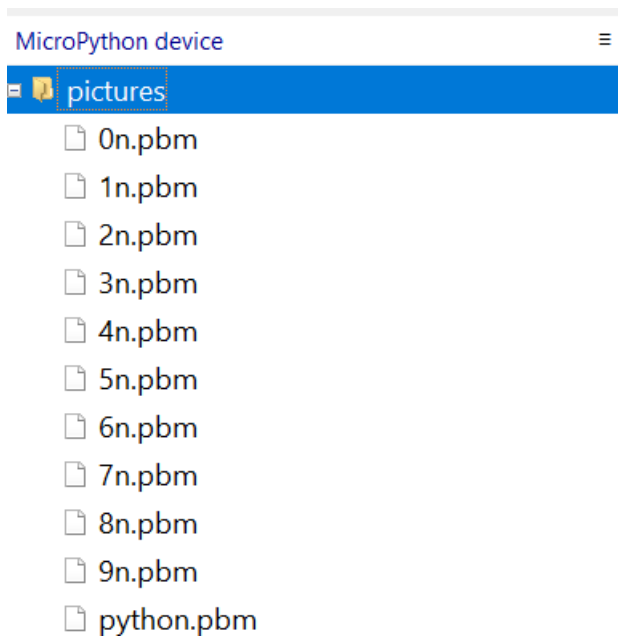 MicroPython device
pictures
0n.pbm
1n.pbm
2n.pbm
3n.pbm
4n.pbm
5n.pbm
6n.pbm
7n.pbm
8n.pbm
9n.pbm
python.pbm